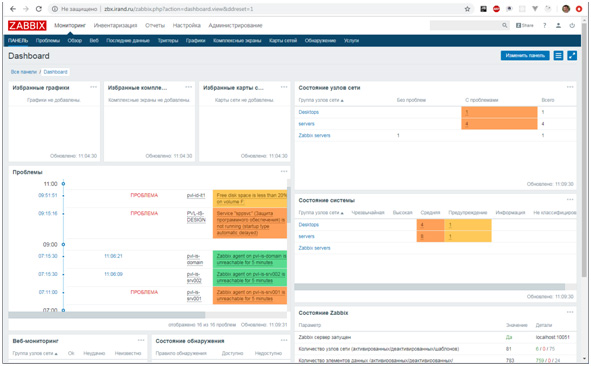 Не защищено | zbx.irand.ru/zabbix.php?action=dashboard.view&ddreset=1
ZABBIX Мониторинг Инвентаризация Отчеты Настройка Администрирование Share
ПАНЕЛЬ Проблемы Обзор Веб Последние данные Триггеры Графики Комплексные экраны Карты сетей Обнаружение Услуги
Dashboard Изменить панель
Все панели / Dashboard
Избранные графики
Графики не добавлены.
Обновлено: 11:04:30
Избранные компле...
Комплексные экраны не добавлены.
Обновлено: 11:04:30
Избранные карты с...
Карты сети не добавлены.
Обновлено: 11:04:30
Состояние узлов сети
Группа узлов сети Без проблем С проблемами Всего
Desktops 1 1
servers 4 4
Zabbix servers 1 1
Обновлено: 11:09:30
Проблемы
11:00
09:51:51 ПРОБЛЕМА Free disk space is less than 20% on volume F:
09:15:16 ПРОБЛЕМА PVL-IS-DESIGN Service "sppsvc" (Защита программного обеспечения) is not running (startup type automatic delayed)
09:00
07:15:30 11:06:21 pvl-is-domain Zabbix agent on pvl-is-domain is unreachable for 5 minutes
07:15:30 11:06:09 pvl-is-srv002 Zabbix agent on pvl-is-srv002 is unreachable for 5 minutes
07:11:00 ПРОБЛЕМА pvl-is-srv001 Zabbix agent on pvl-is-srv001 is unreachable for 5 minutes
07:00
отображено 16 из 16 проблем Обновлено: 11:09:31
Состояние системы
Группа узлов сети Чрезвычайная Высокая Средняя Предупреждение Информация Не классифицирован
Desktops 4 1
servers 1
Zabbix servers
Обновлено: 11:09:30
Состояние Zabbix
Параметр Значение Детали
Zabbix сервер запущен Да localhost:10051
Количество узлов сети (активированных/деактивированных/шаблонов) 81 6 / 0 / 75
Количество элементов данных (активированных/деактивированных/ 783 759 / 0 / 24
Веб-мониторинг
Группа узлов сети Ок Неудачно Неизвестно
Состояние обнаружения
Правило обнаружения Доступно Недоступно